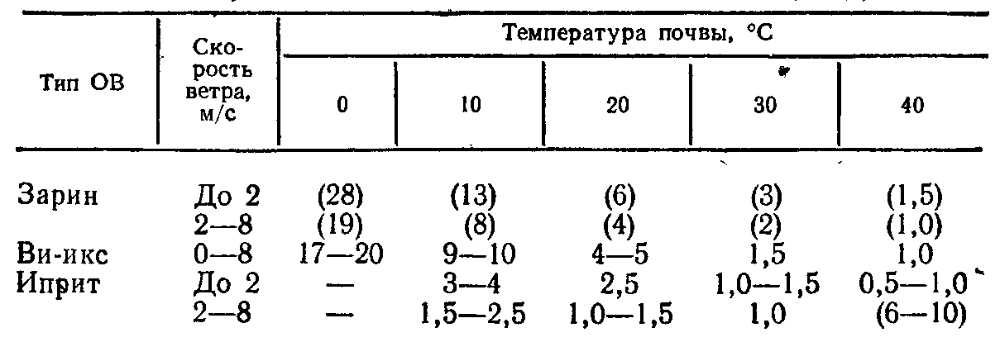 Температура почвы, °С
Тип ОВ
Ско-
рость
ветра,
м/с
0 10 20 30 40
Зарин До 2 (28) (13) (6) (3) (1,5)
2—8 (19) (8) (4) (2) (1,0)
Ви-икс 0—8 17—20 9—10 4—5 1,5 1,0
Иприт До 2 — 3—4 2,5 1,0—1,5 0,5—1,0
2—8 — 1,5—2,5 1,0—1,5 1,0 (6—10)